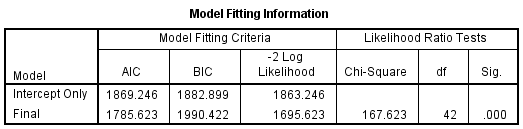 Model Fitting Information
Model Fitting Criteria Likelihood Ratio Tests
Model AIC BIC -2 Log Likelihood Chi-Square df Sig.
Intercept Only 1869.246 1882.899 1863.246
Final 1785.623 1990.422 1695.623 167.623 42 .000